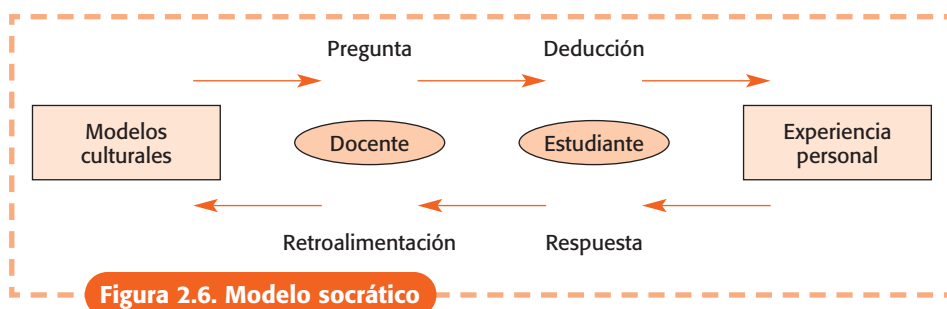 Pregunta
Deducción
Modelos
culturales
Docente
Estudiante
Experiencia
personal
Retroalimentación
Respuesta
Figura 2.6. Modelo socrático